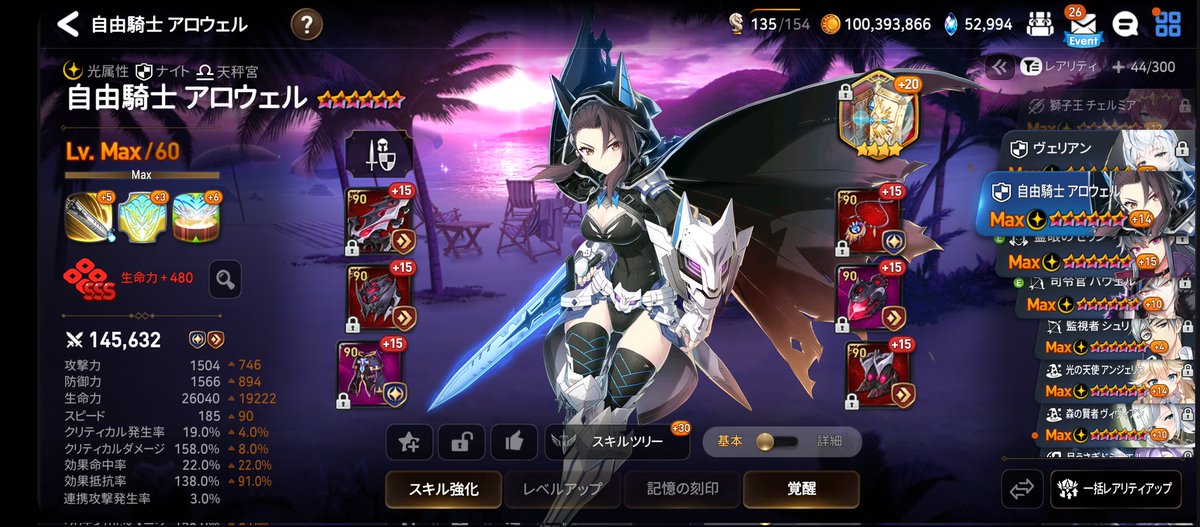 自由騎士 アロウェル
?
135/154
100,393,866
52,994
26
Event
光属性 ナイト 天秤宮
自由騎士 アロウェル
Lv. Max/60
Max
+5
+3
+6
生命力 + 480
145,632
攻撃力 1504 746
防御力 1566 894
生命力 26040 19222
スピード 185 90
クリティカル発生率 19.0% 4.0%
クリティカルダメージ 158.0% 8.0%
効果命中率 22.0% 22.0%
効果抵抗率 138.0% 91.0%
連携攻撃発生率 3.0%
90 +15
90 +15
90 +15
+20
90 +15
90 +15
90 +15
スキルツリー +30
基本 詳細
スキル強化
レベルアップ
記憶の刻印
覚醒
レアリティ + 44/300
獅子王 チェルミア
Max
ヴェリアン
自由騎士 アロウェル
Max +14
Max +15
司令官 パヴェル
Max +10
監視者 シュリ
Max +4
光の天使 アンジェリカ
Max +14
森の賢者 ヴィヴィアン
Max +10
一括レアリティアップ